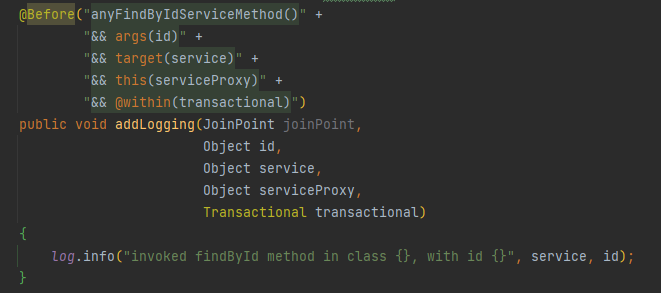 @Before("anyFindByIdServiceMethod()" +
"&& args(id)" +
"&& target(service)" +
"&& this(serviceProxy)" +
"&& @within(transactional)")
public void addLogging(JoinPoint joinPoint,
Object id,
Object service,
Object serviceProxy,
Transactional transactional)
{
log.info("invoked findById method in class {}, with id {}", service, id);
}